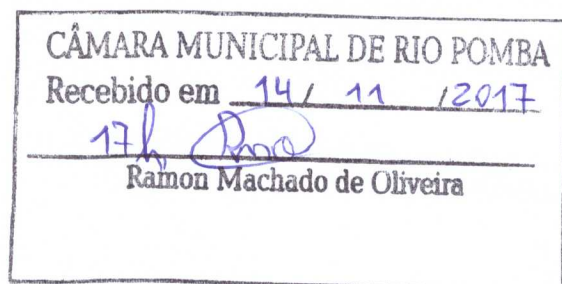 CÂMARA MUNICIPAL DE RIO POMBA
Recebido em 14/ 11 /2017
17h
Ramon Machado de Oliveira